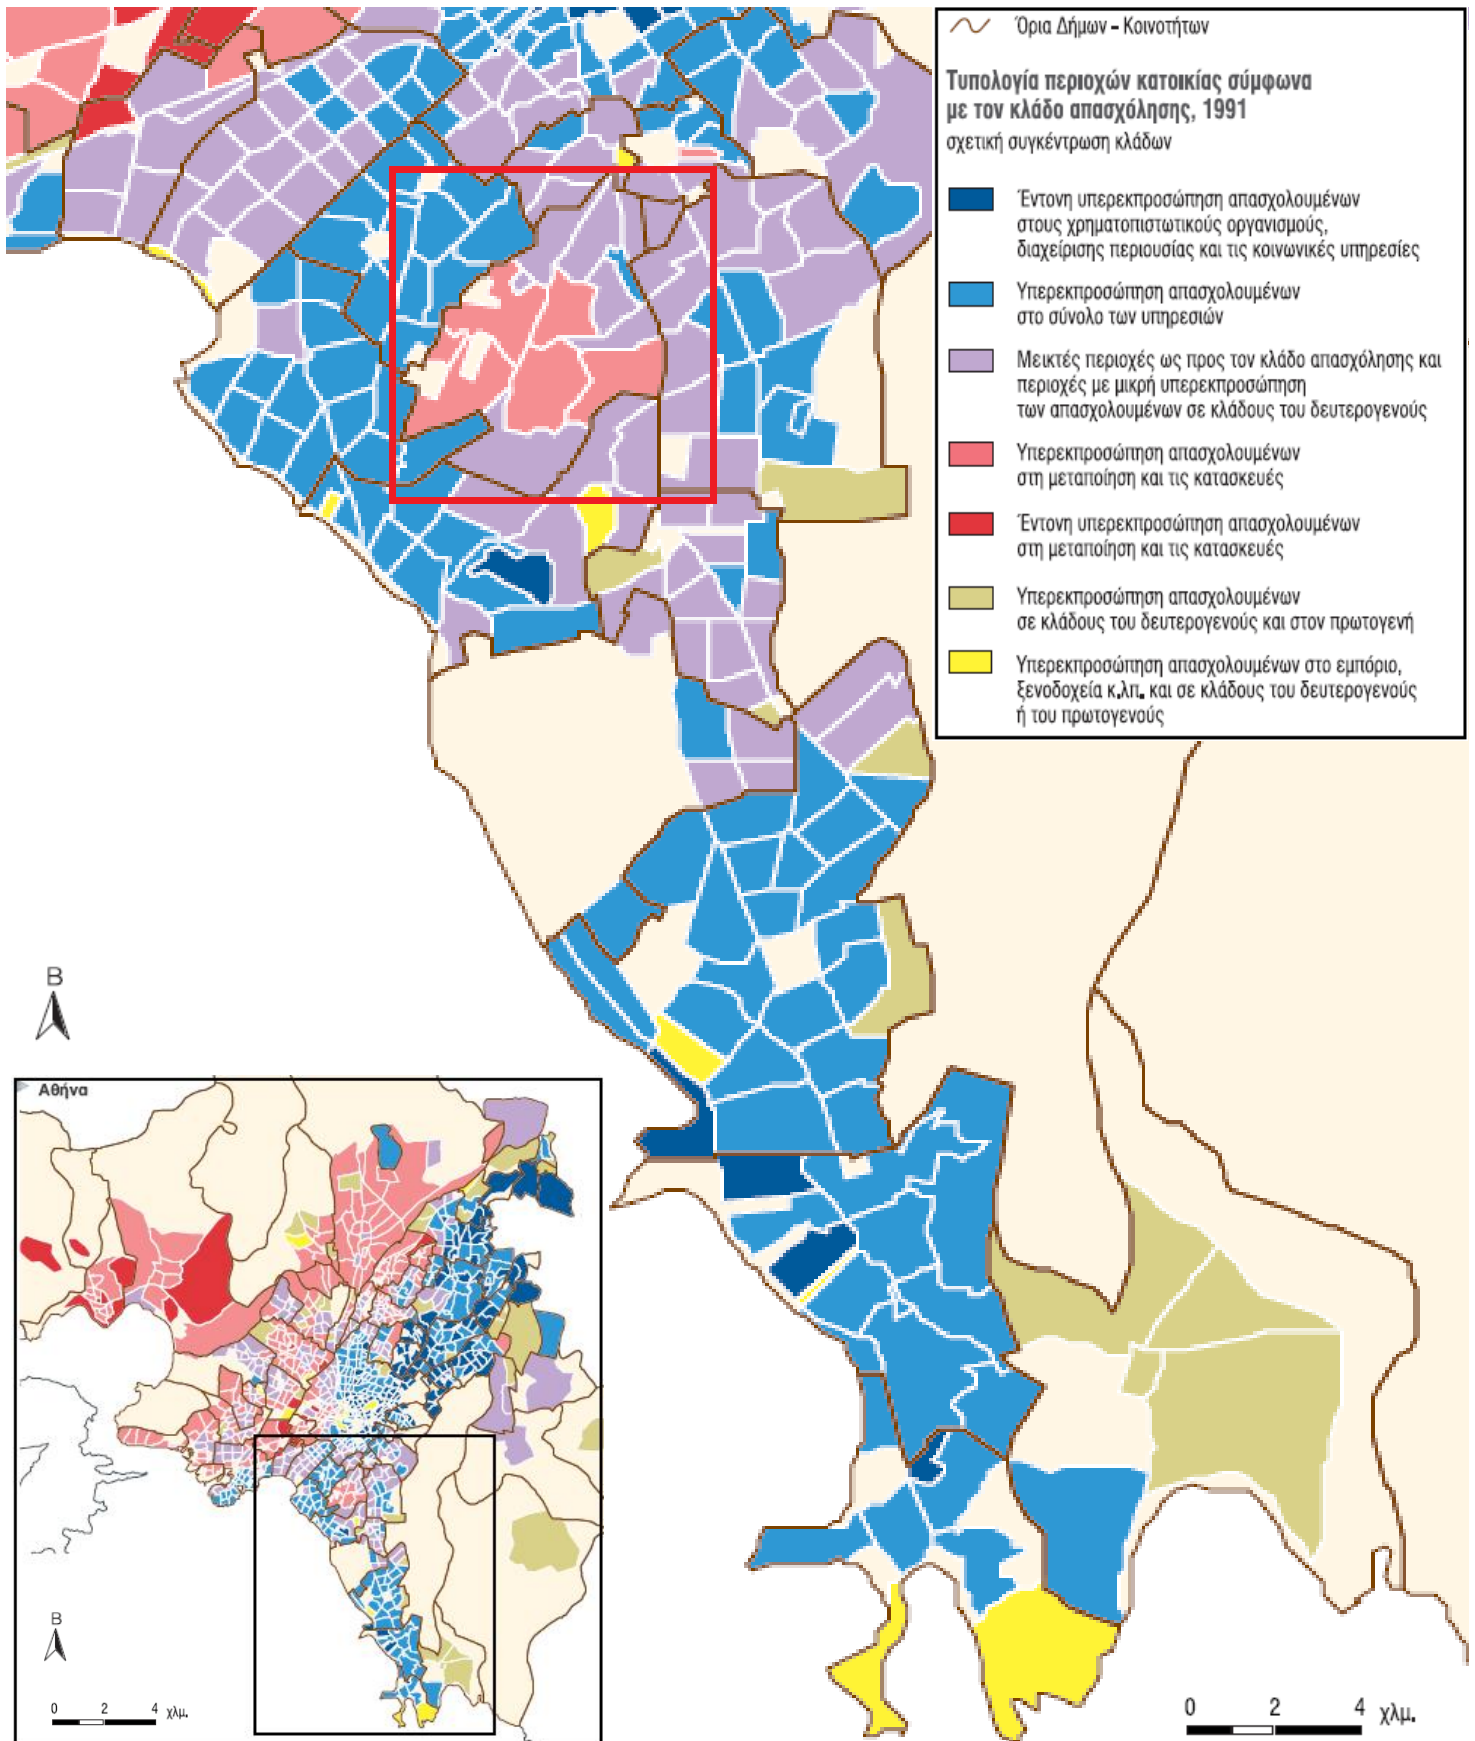 Όρια Δήμων - Κοινοτήτων
Τυπολογία περιοχών κατοικίας σύμφωνα
με τον κλάδο απασχόλησης, 1991
σχετική συγκέντρωση κλάδων
Έντονη υπερεκπροσώπηση απασχολουμένων
στους χρηματοπιστωτικούς οργανισμούς,
διαχείρισης περιουσίας και τις κοινωνικές υπηρεσίες
Υπερεκπροσώπηση απασχολουμένων
στο σύνολο των υπηρεσιών
Μεικτές περιοχές ως προς τον κλάδο απασχόλησης και
περιοχές με μικρή υπερεκπροσώπηση
των απασχολουμένων σε κλάδους του δευτερογενούς
Υπερεκπροσώπηση απασχολουμένων
στη μεταποίηση και τις κατασκευές
Έντονη υπερεκπροσώπηση απασχολουμένων
στη μεταποίηση και τις κατασκευές
Υπερεκπροσώπηση απασχολουμένων
σε κλάδους του δευτερογενούς και στον πρωτογενή
Υπερεκπροσώπηση απασχολουμένων στο εμπόριο,
ξενοδοχεία κ.λπ. και σε κλάδους του δευτερογενούς
ή του πρωτογενούς
Β
Αθήνα
Β
0 2 4 χλμ.
0 2 4 χλμ.